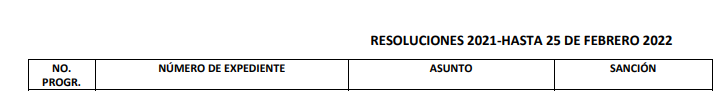 RESOLUCIONES 2021-HASTA 25 DE FEBRERO 2022
NO. PROGR.
NÚMERO DE EXPEDIENTE
ASUNTO
SANCIÓN